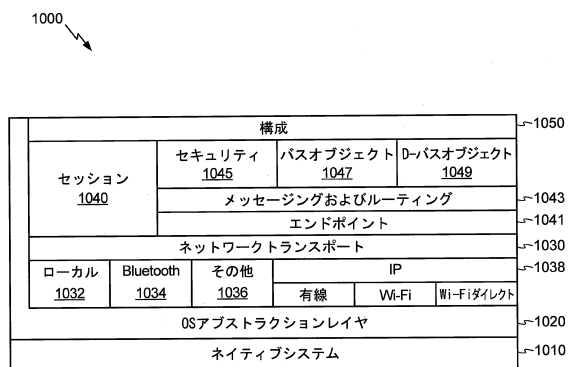 1000
構成
1050
セッション
1040
セキュリティ
1045
バスオブジェクト
1047
D-バスオブジェクト
1049
メッセージングおよびルーティング
1043
エンドポイント
1041
ネットワークトランスポート
1030
ローカル
1032
Bluetooth
1034
その他
1036
IP
1038
有線
Wi-Fi
Wi-Fiダイレクト
OSアブストラクションレイヤ
1020
ネイティブシステム
1010